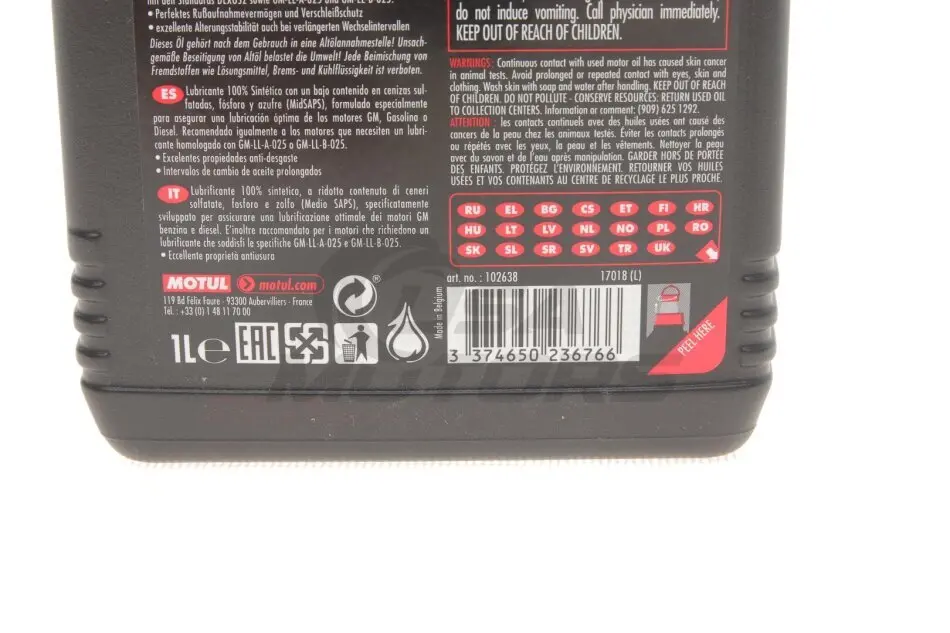 mit den Standards DEXOS2 sowie GM-LL-A-025 und GM-LL-B-025.
• Perfektes Rußaufnahmevermögen und Verschleißschutz
• exzellente Alterungsstabilität auch bei verlängerten Wechselintervallen
Dieses Öl gehört nach dem Gebrauch in eine Altölannahmestelle! Unsach-
gemäße Beseitigung von Altöl belastet die Umwelt! Jede Beimischung von
Fremdstoffen wie Lösungsmittel, Brems- und Kühlflüssigkeit ist verboten.
ES Lubricante 100% Sintético con un bajo contenido en cenizas sul-
fatadas, fósforo y azufre (MidSAPS), formulado especialmente
para asegurar una lubricación óptima de los motores GM, Gasolina o
Diesel. Recomendado igualmente a los motores que necesiten un lubri-
cante homologado con GM-LL-A-025 o GM-LL-B-025.
• Excelentes propiedades anti-desgaste
• Intervalos de cambio de aceite prolongados
IT Lubrificante 100% sintetico, a ridotto contenuto di ceneri
solfatate, fosforo e zolfo (Medio SAPS), specificatamente
sviluppato per assicurare una lubrificazione ottimale dei motori GM
benzina e diesel. E'inoltre raccomandato per i motori che richiedono un
lubrificante che soddisfi le specifiche GM-LL-A-025 e GM-LL-B-025.
• Eccellente proprietà antiusura
MOTUL motul.com
119 Bd Félix Faure - 93300 Aubervilliers - France
Tél. : +33 (0) 1 48 11 70 00
1L℮ EAC
do not induce vomiting. Call physician immediately.
KEEP OUT OF REACH OF CHILDREN.
WARNINGS: Continuous contact with used motor oil has caused skin cancer
in animal tests. Avoid prolonged or repeated contact with eyes, skin and
clothing. Wash skin with soap and water after handling. KEEP OUT OF REACH
OF CHILDREN. DO NOT POLLUTE - CONSERVE RESOURCES: RETURN USED OIL
TO COLLECTION CENTERS. Information or comment: (909) 625 1292.
ATTENTION : les contacts continuels avec des huiles usées ont causé des
cancers de la peau chez les animaux testés. Éviter les contacts prolongés
ou répétés avec les yeux, la peau et les vêtements. Nettoyer la peau
avec du savon et de l'eau après manipulation. GARDER HORS DE PORTÉE
DES ENFANTS. PROTÉGEZ L'ENVIRONNEMENT. RETOURNER VOS HUILES
USÉES ET VOS CONTENANTS AU CENTRE DE RECYCLAGE LE PLUS PROCHE.
RU EL BG CS ET FI HR
HU LT LV NL NO PL RO
SK SL SR SV TR UK
art. no. : 102638 17018 (L)
Made in Belgium
3 374650 236766
PEEL HERE
MOTORS